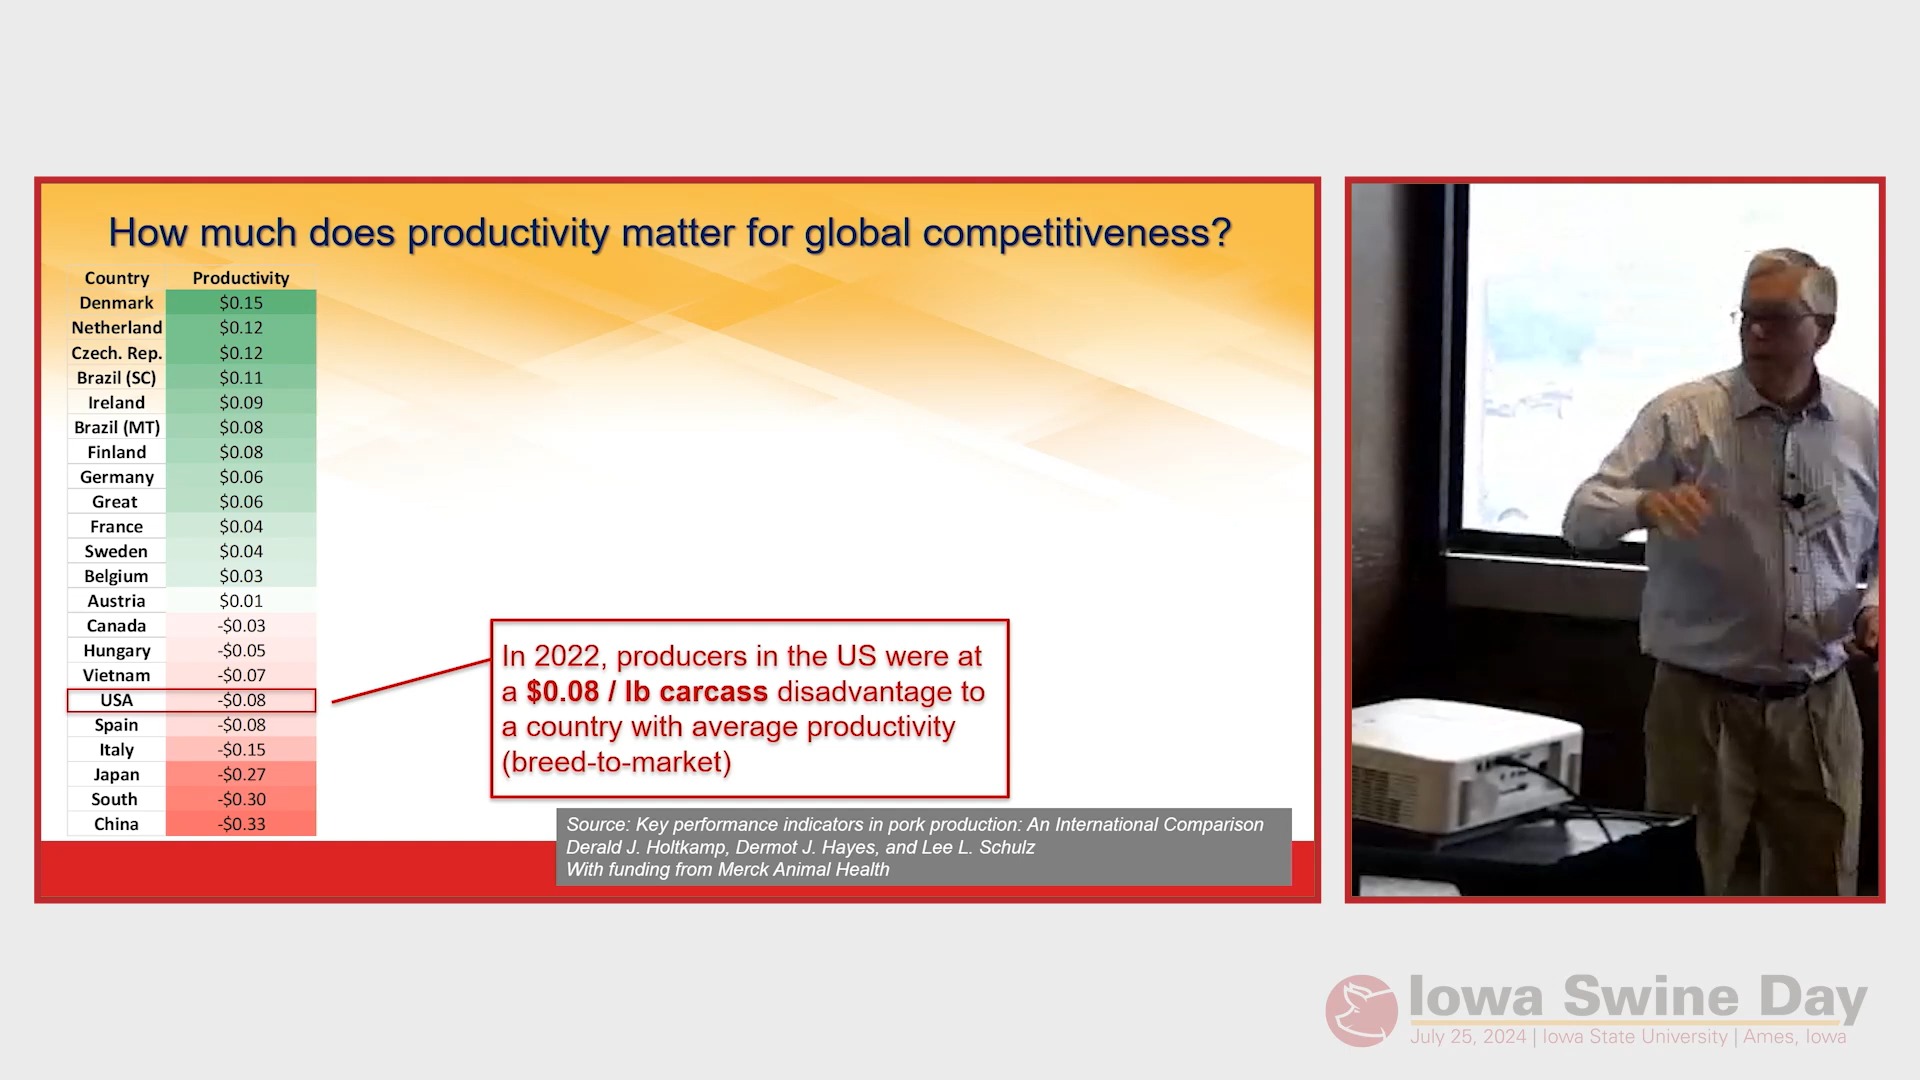 How much does productivity matter for global competitiveness?
Country Productivity
Denmark $0.15
Netherland $0.12
Czech. Rep. $0.12
Brazil (SC) $0.11
Ireland $0.09
Brazil (MT) $0.08
Finland $0.08
Germany $0.06
Great $0.06
France $0.04
Sweden $0.04
Belgium $0.03
Austria $0.01
Canada -$0.03
Hungary -$0.05
Vietnam -$0.07
USA -$0.08
Spain -$0.08
Italy -$0.15
Japan -$0.27
South -$0.30
China -$0.33
In 2022, producers in the US were at
a $0.08 / lb carcass disadvantage to
a country with average productivity
(breed-to-market)
Source: Key performance indicators in pork production: An International Comparison
Derald J. Holtkamp, Dermot J. Hayes, and Lee L. Schulz
With funding from Merck Animal Health
Iowa Swine Day
July 25, 2024 | Iowa State University | Ames, Iowa